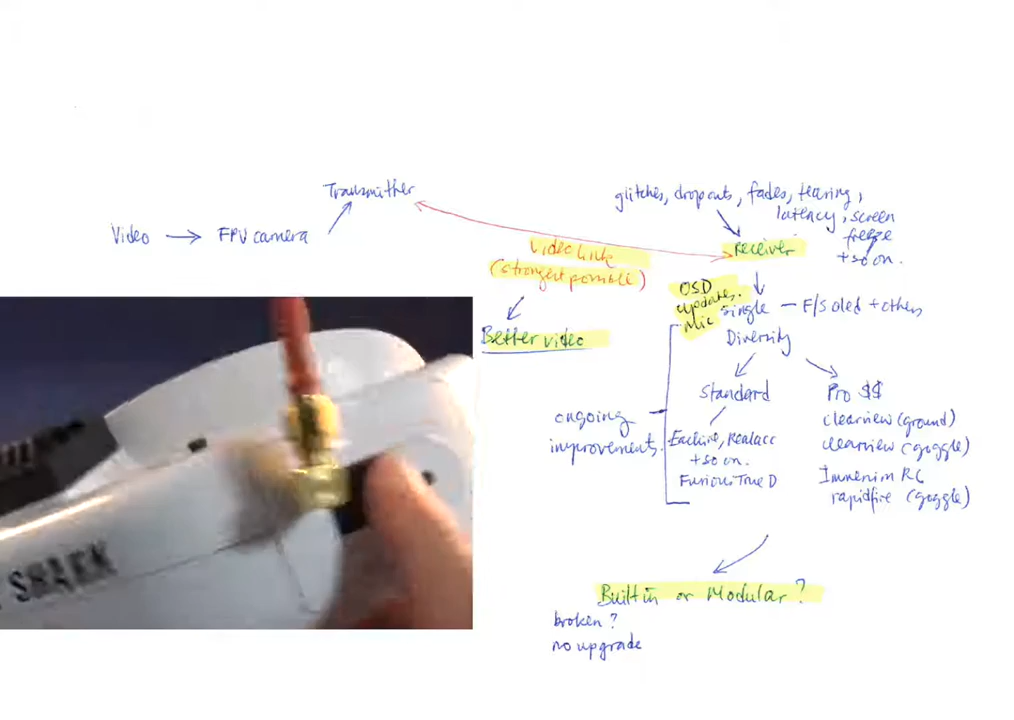 Transmitter
Video → FPV camera
Video link
(strongest possible)
Better video
glitches, dropouts, fades, tearing,
latency, screen
freeze
+ so on.
receiver
OSD
updates.
Mic
single – F/S oled + others
Diversity
Standard
Eachine, Realacc
+ so on.
Furious True D
Pro $$
clearview (ground)
clearview (goggle)
Immersion RC
rapidfire (goggle)
ongoing
improvements.
Built in or Modular?
broken?
no upgrade
SHARK